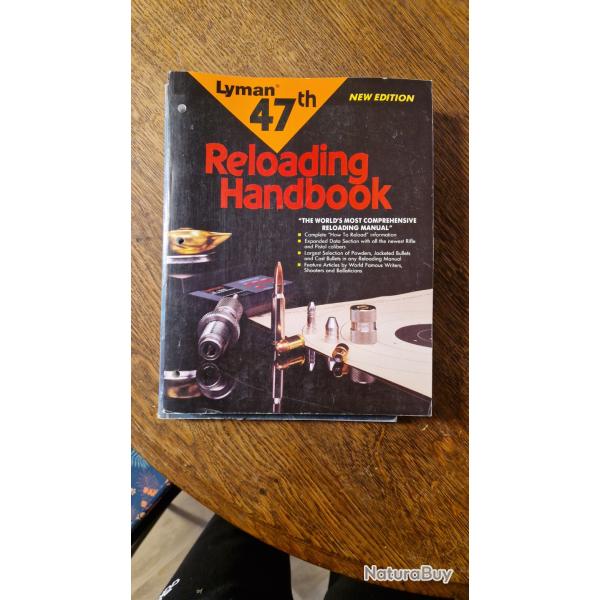 Lyman®
47th
NEW EDITION
Reloading
Handbook
"THE WORLD'S MOST COMPREHENSIVE
RELOADING MANUAL"
Complete "How To Reload" information
Expanded Data Section with all the newest Rifle
and Pistol calibers
Largest Selection of Powders, Jacketed Bullets
and Cast Bullets in any Reloading Manual
Feature Articles by World Famous Writers,
Shooters and Ballisticians
NaturaBuy